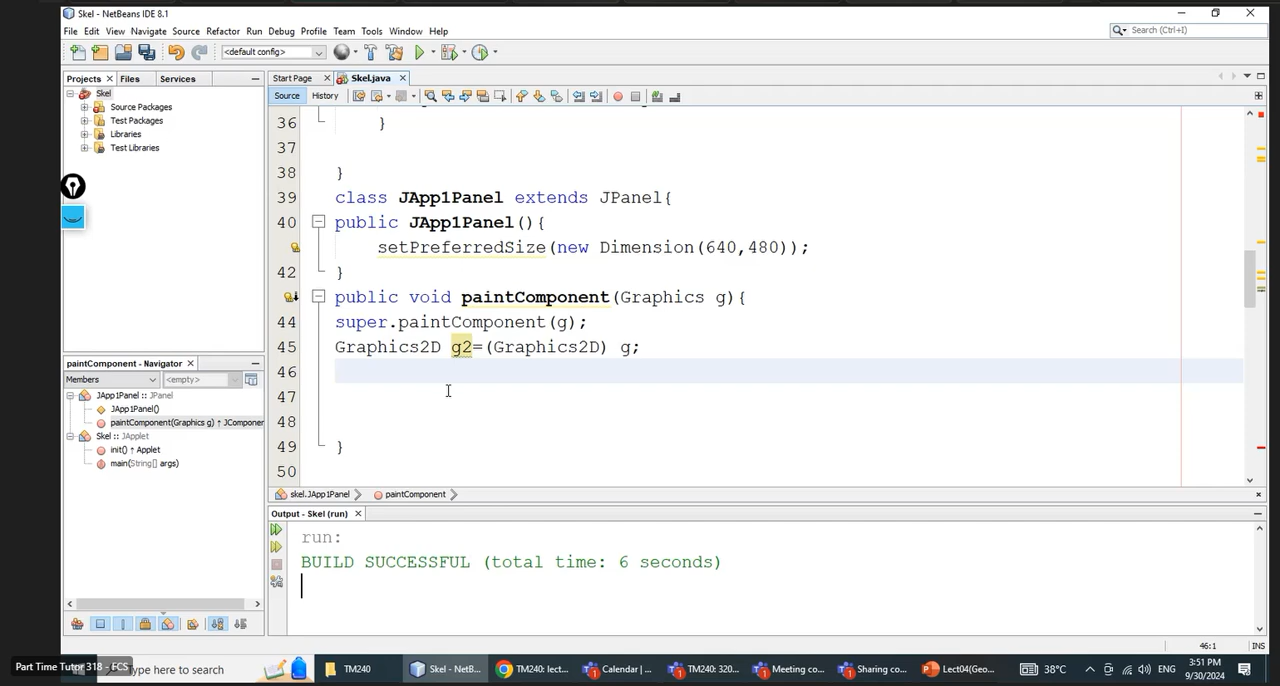 Skel - NetBeans IDE 8.1
File Edit View Navigate Source Refactor Run Debug Profile Team Tools Window Help
Search (Ctrl+I)
<default config>
Projects Files Services
Skel
Source Packages
Test Packages
Libraries
Test Libraries
Start Page Skel.java
Source History
36 }
37
38 }
39 class JApp1Panel extends JPanel{
40 public JApp1Panel(){
setPreferredSize(new Dimension(640,480));
42 }
public void paintComponent(Graphics g){
44 super.paintComponent(g);
45 Graphics2D g2=(Graphics2D) g;
46
47
48
49 }
50
paintComponent - Navigator
Members <empty>
JApp1Panel :: JPanel
JApp1Panel()
paintComponent(Graphics g) ↑ JComponer
Skel :: JApplet
init() ↑ Applet
main(String[] args)
skel.JApp1Panel paintComponent
Output - Skel (run)
run:
BUILD SUCCESSFUL (total time: 6 seconds)
46:1 INS
Part Time Tutor 318 - FCS
Type here to search
TM240
Skel - NetB...
TM240: lect...
Calendar | ...
TM240: 320...
Meeting co...
Sharing co...
Lect04(Geo...
38°C
ENG
3:51 PM
9/30/2024